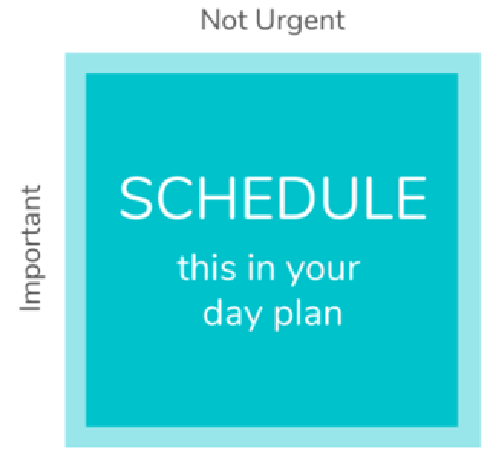 Not Urgent
Important
SCHEDULE
this in your
day plan